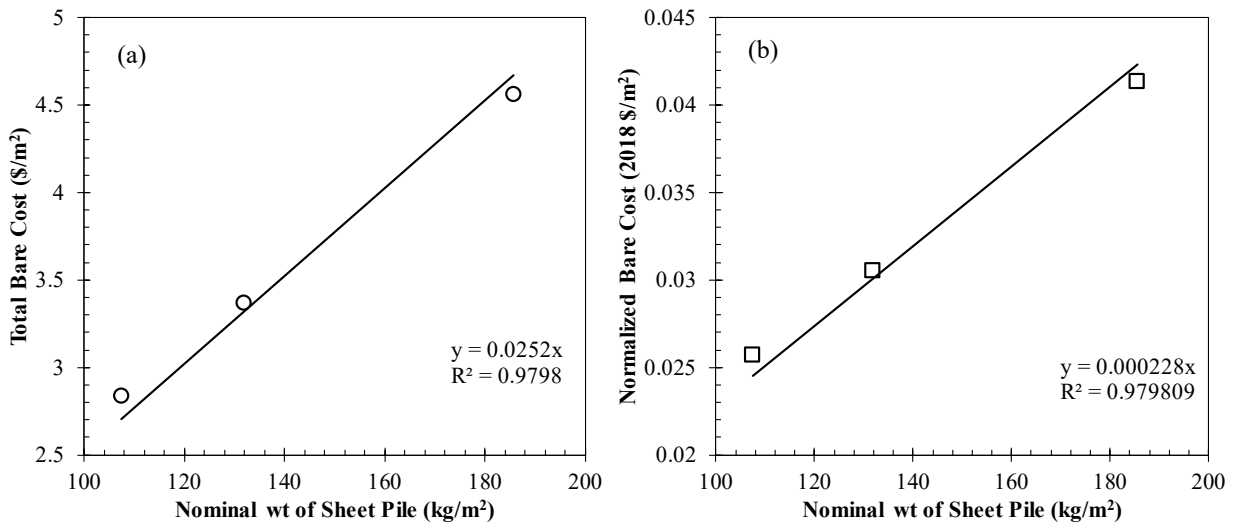 (a)
5
4.5
4
3.5
3
2.5
Total Bare Cost ($/m²)
y = 0.0252x
R² = 0.9798
100 120 140 160 180 200
Nominal wt of Sheet Pile (kg/m²)
(b)
0.045
0.04
0.035
0.03
0.025
0.02
Normalized Bare Cost (2018 $/m²)
y = 0.000228x
R² = 0.979809
100 120 140 160 180 200
Nominal wt of Sheet Pile (kg/m²)